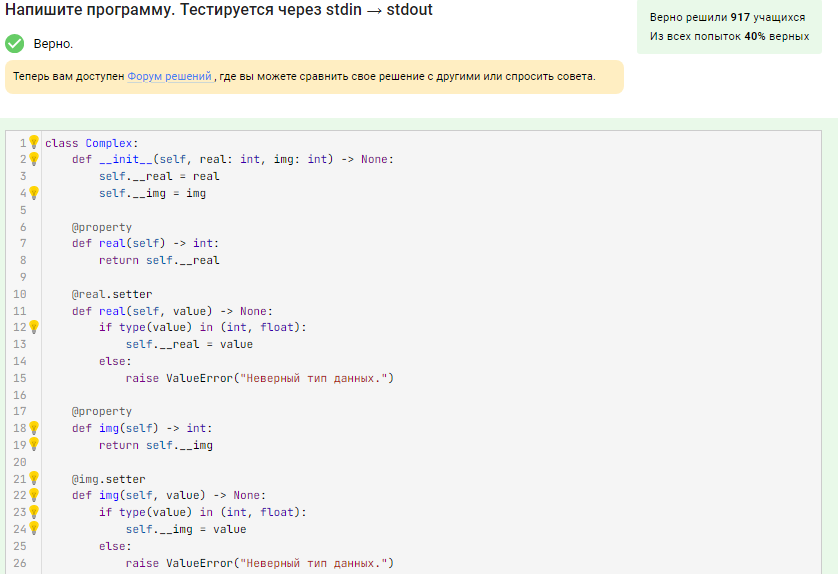 Напишите программу. Тестируется через stdin → stdout
Верно решили 917 учащихся
Из всех попыток 40% верных
Верно.
Теперь вам доступен Форум решений , где вы можете сравнить свое решение с другими или спросить совета.
1 class Complex:
2     def __init__(self, real: int, img: int) -> None:
3         self.__real = real
4         self.__img = img
5
6     @property
7     def real(self) -> int:
8         return self.__real
9
10     @real.setter
11     def real(self, value) -> None:
12         if type(value) in (int, float):
13             self.__real = value
14         else:
15             raise ValueError("Неверный тип данных.")
16
17     @property
18     def img(self) -> int:
19         return self.__img
20
21     @img.setter
22     def img(self, value) -> None:
23         if type(value) in (int, float):
24             self.__img = value
25         else:
26             raise ValueError("Неверный тип данных.")